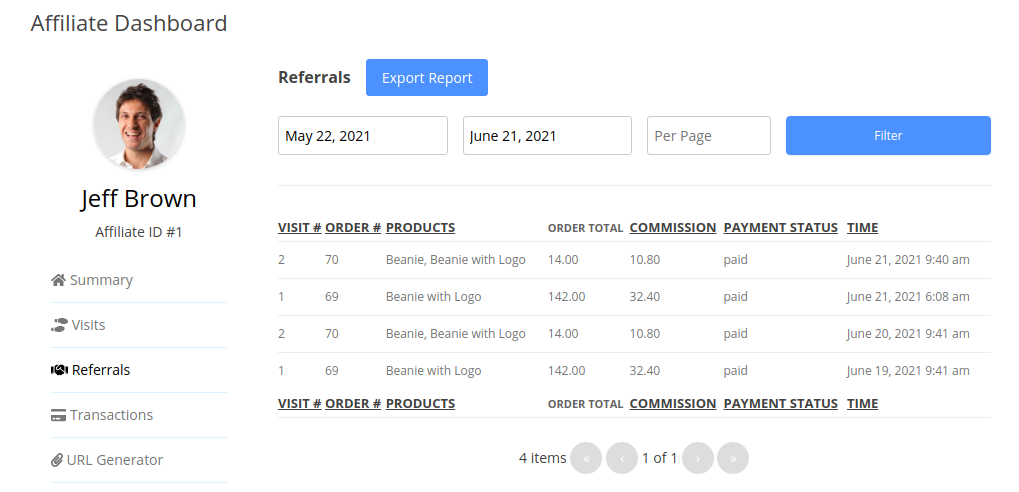 Affiliate Dashboard
Jeff Brown
Affiliate ID #1
Summary
Visits
Referrals
Transactions
URL Generator
Referrals Export Report
May 22, 2021 June 21, 2021 Per Page Filter
VISIT # ORDER # PRODUCTS ORDER TOTAL COMMISSION PAYMENT STATUS TIME
2 70 Beanie, Beanie with Logo 14.00 10.80 paid June 21, 2021 9:40 am
1 69 Beanie with Logo 142.00 32.40 paid June 21, 2021 6:08 am
2 70 Beanie, Beanie with Logo 14.00 10.80 paid June 20, 2021 9:41 am
1 69 Beanie with Logo 142.00 32.40 paid June 19, 2021 9:41 am
VISIT # ORDER # PRODUCTS ORDER TOTAL COMMISSION PAYMENT STATUS TIME
4 items « ‹ 1 of 1 › »